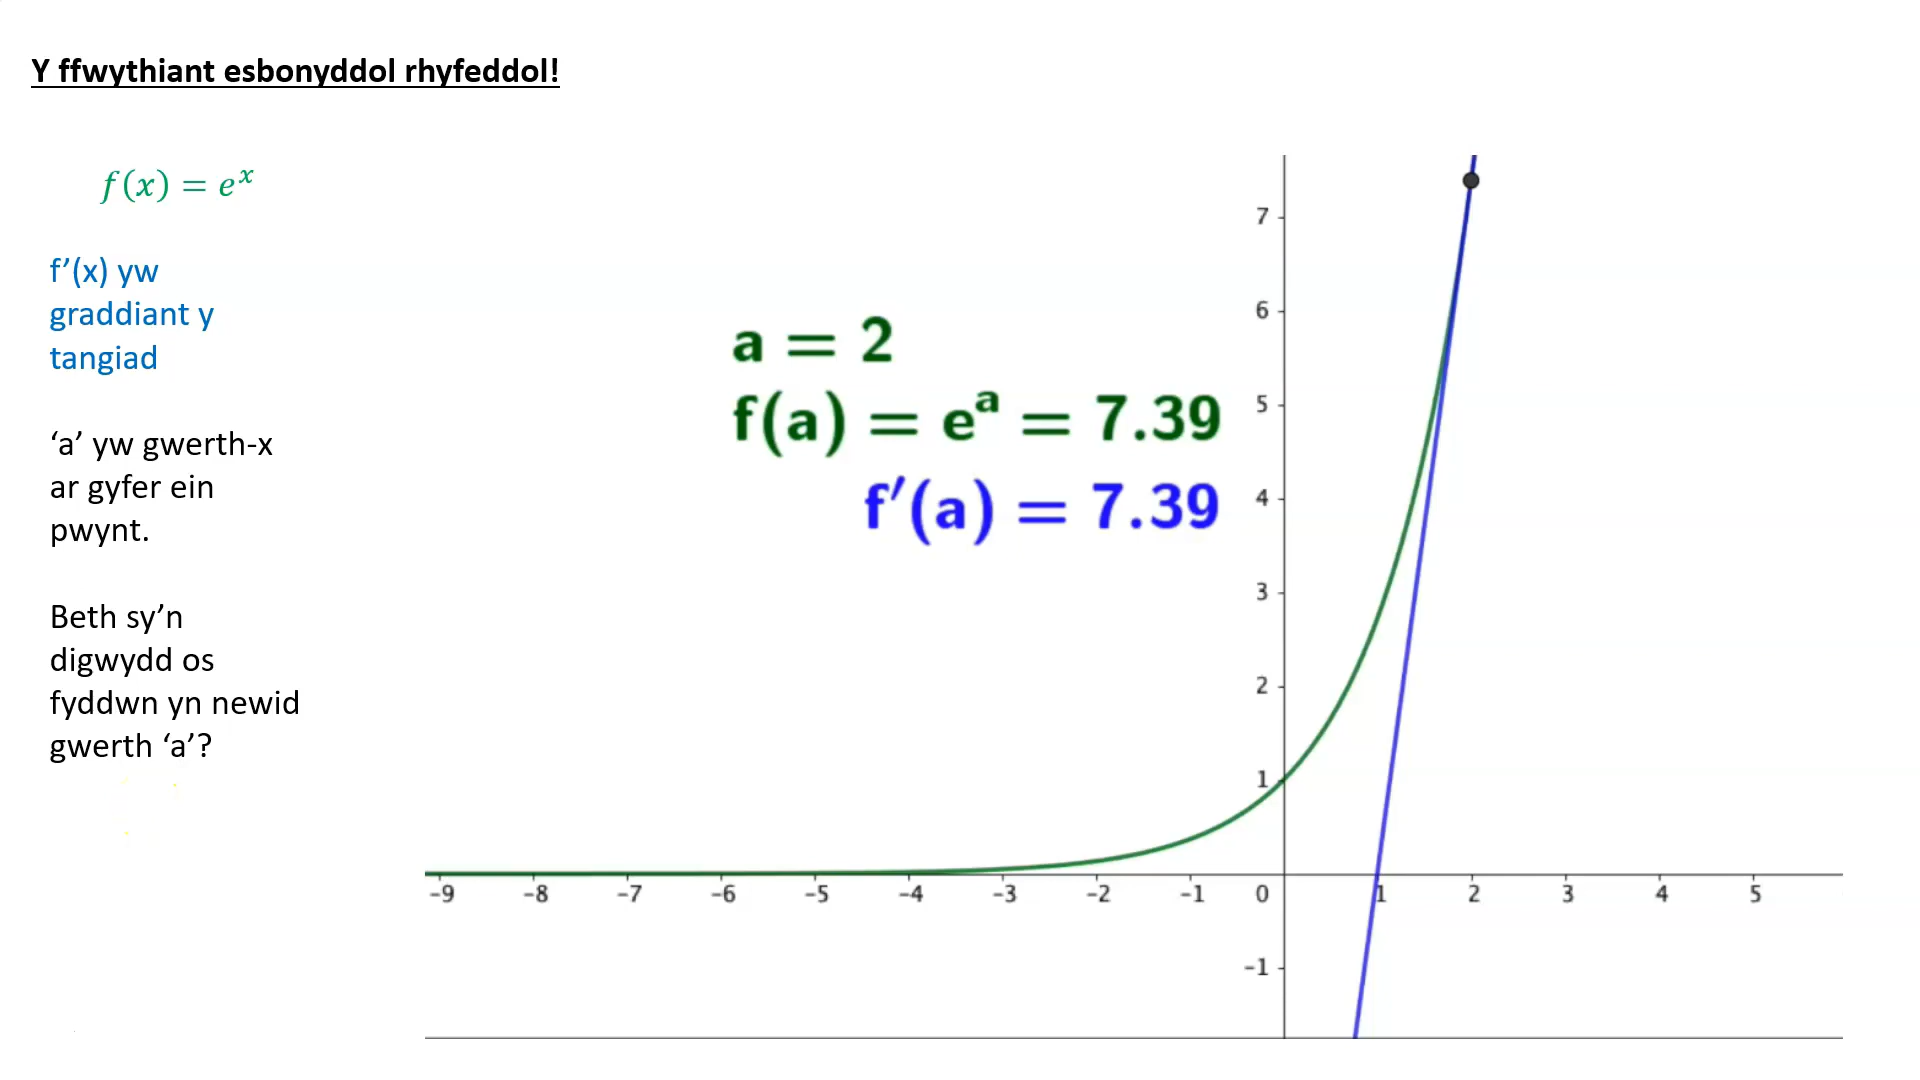 Y ffwythiant esbonyddol rhyfeddol!
f(x) = eˣ
f’(x) yw
graddiant y
tangiad
‘a’ yw gwerth-x
ar gyfer ein
pwynt.
Beth sy’n
digwydd os
fyddwn yn newid
gwerth ‘a’?
a = 2
f(a) = eᵃ = 7.39
f′(a) = 7.39
7
6
5
4
3
2
1
−9 −8 −7 −6 −5 −4 −3 −2 −1 0 1 2 3 4 5
−1